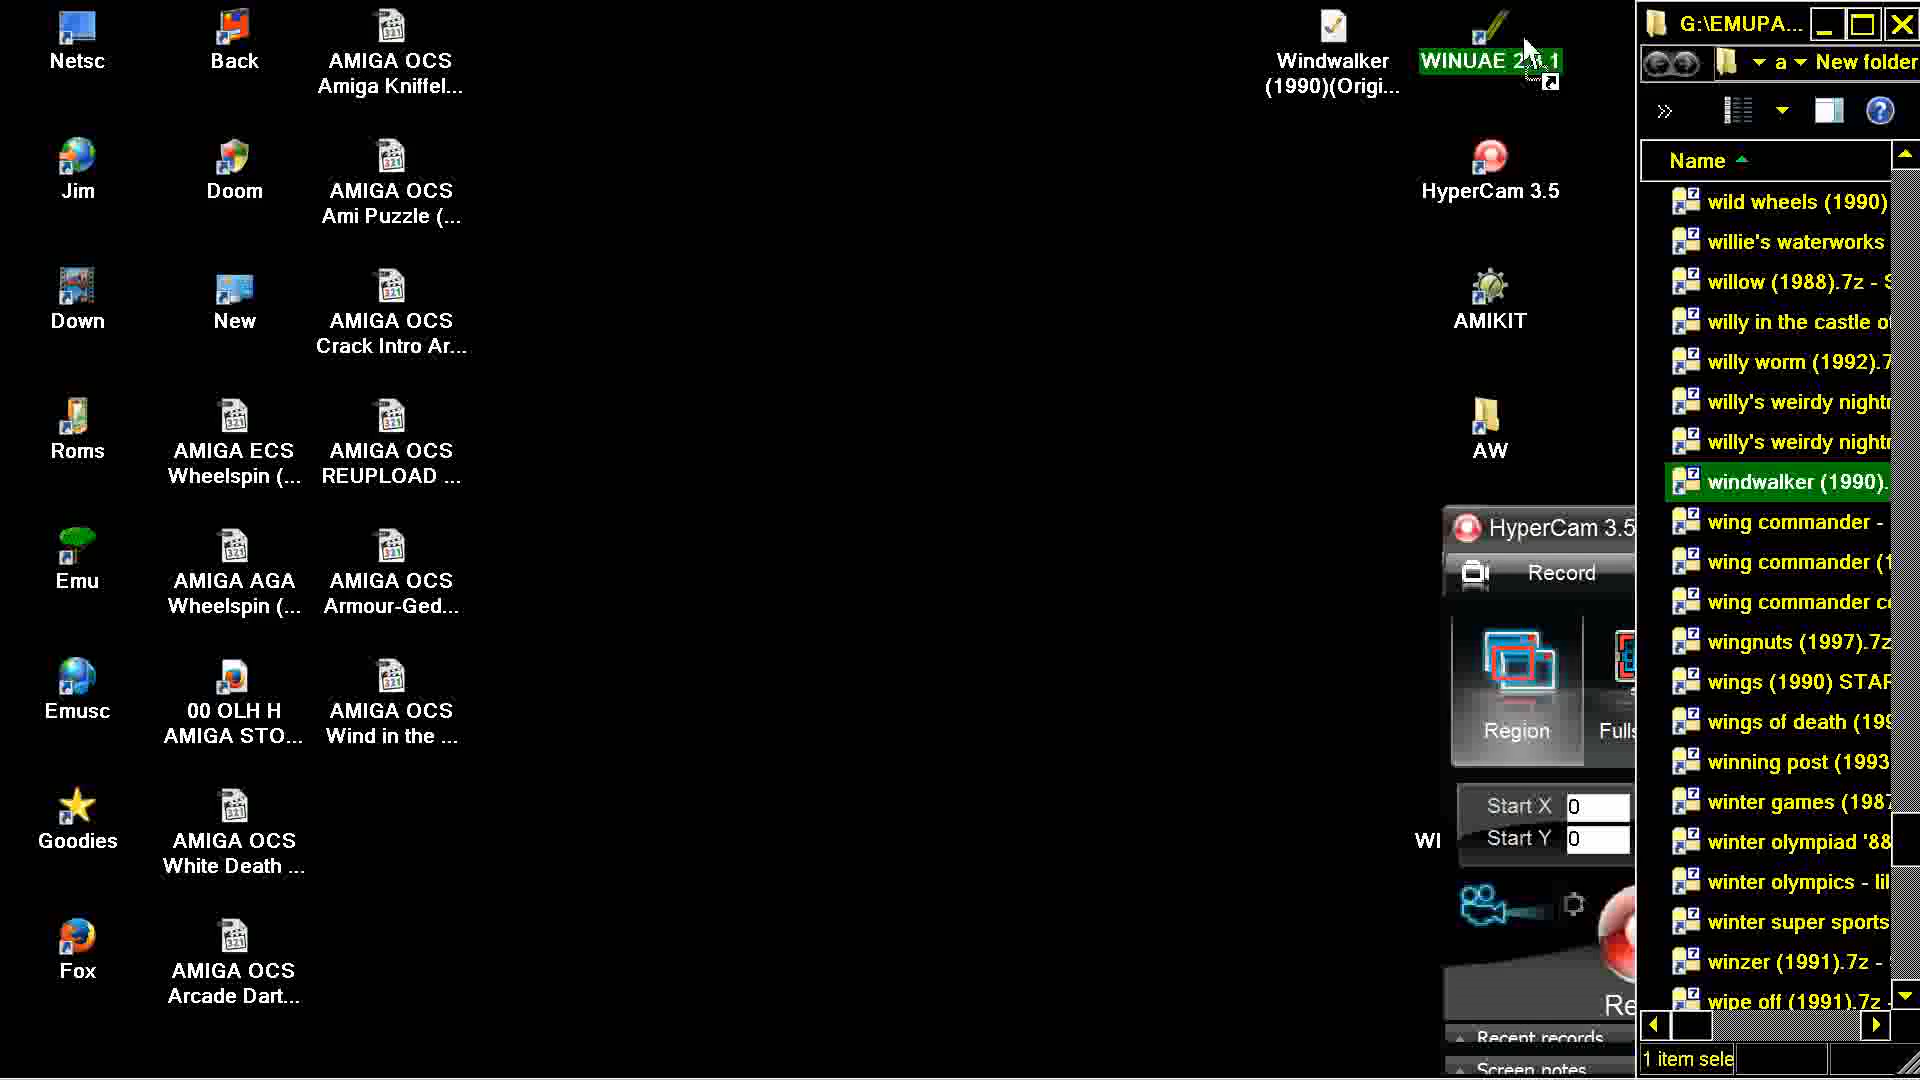 Netsc
Back
AMIGA OCS
Amiga Kniffel...
Jim
Doom
AMIGA OCS
Ami Puzzle (...
Down
New
AMIGA OCS
Crack Intro Ar...
Roms
AMIGA ECS
Wheelspin (...
AMIGA OCS
REUPLOAD ...
Emu
AMIGA AGA
Wheelspin (...
AMIGA OCS
Armour-Ged...
Emusc
00 OLH H
AMIGA STO...
AMIGA OCS
Wind in the ...
Goodies
AMIGA OCS
White Death ...
Fox
AMIGA OCS
Arcade Dart...
Windwalker
(1990)(Origi...
WINUAE
HyperCam 3.5
AMIKIT
AW
WI
HyperCam 3.5
Record
Region
Fulls
Start X 0
Start Y 0
Re
Recent records
Screen notes
G:\EMUPA...
a New folder
Name
wild wheels (1990)
willie's waterworks
willow (1988).7z - S
willy in the castle o
willy worm (1992).7
willy's weirdy nightr
willy's weirdy nightr
windwalker (1990).
wing commander -
wing commander (1
wing commander c
wingnuts (1997).7z
wings (1990) STAR
wings of death (199
winning post (1993
winter games (1987
winter olympiad '88
winter olympics - lil
winter super sports
winzer (1991).7z -
wipe off (1991).7z -
1 item sele